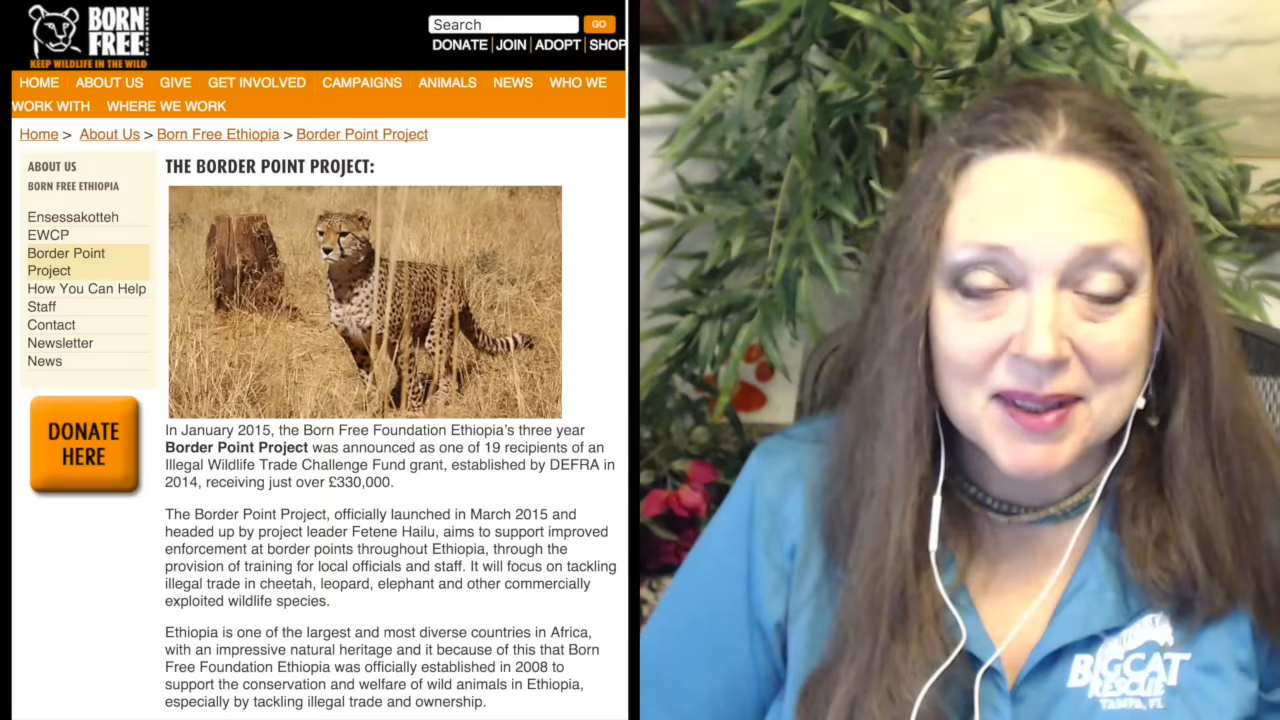 BORN
FREE
FOUNDATION
KEEP WILDLIFE IN THE WILD
Search
GO
DONATE | JOIN | ADOPT | SHOP
HOME ABOUT US GIVE GET INVOLVED CAMPAIGNS ANIMALS NEWS WHO WE
WORK WITH WHERE WE WORK
Home > About Us > Born Free Ethiopia > Border Point Project
ABOUT US
BORN FREE ETHIOPIA
Ensessakotteh
EWCP
Border Point
Project
How You Can Help
Staff
Contact
Newsletter
News
DONATE
HERE
THE BORDER POINT PROJECT:
In January 2015, the Born Free Foundation Ethiopia's three year
Border Point Project was announced as one of 19 recipients of an
Illegal Wildlife Trade Challenge Fund grant, established by DEFRA in
2014, receiving just over £330,000.
The Border Point Project, officially launched in March 2015 and
headed up by project leader Fetene Hailu, aims to support improved
enforcement at border points throughout Ethiopia, through the
provision of training for local officials and staff. It will focus on tackling
illegal trade in cheetah, leopard, elephant and other commercially
exploited wildlife species.
Ethiopia is one of the largest and most diverse countries in Africa,
with an impressive natural heritage and it because of this that Born
Free Foundation Ethiopia was officially established in 2008 to
support the conservation and welfare of wild animals in Ethiopia,
especially by tackling illegal trade and ownership.
BIG CAT
RESCUE
TAMPA, FL